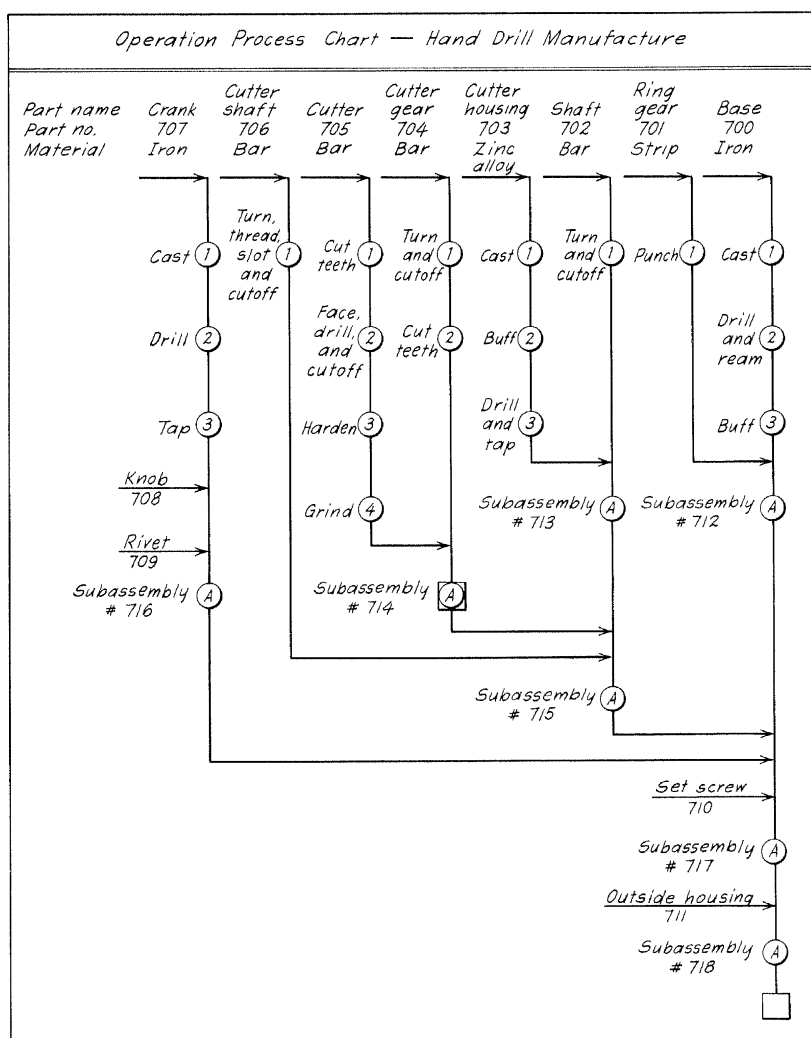 Operation Process Chart — Hand Drill Manufacture
Part name Crank Cutter shaft Cutter Cutter gear Cutter housing Shaft Ring gear Base
Part no. 707 706 705 704 703 702 701 700
Material Iron Bar Bar Bar Zinc alloy Bar Strip Iron
Cast 1
Turn, thread, slot and cutoff 1
Cut teeth 1
Turn and cutoff 1
Cast 1
Turn and cutoff 1
Punch 1
Cast 1
Drill 2
Face, drill, and cutoff 2
Cut teeth 2
Buff 2
Drill and ream 2
Tap 3
Harden 3
Drill and tap 3
Buff 3
Knob
708
Grind 4
Subassembly A
# 713
Subassembly A
# 712
Rivet
709
Subassembly A
# 716
Subassembly A
# 714
Subassembly A
# 715
Set screw
710
Subassembly A
# 717
Outside housing
711
Subassembly A
# 718